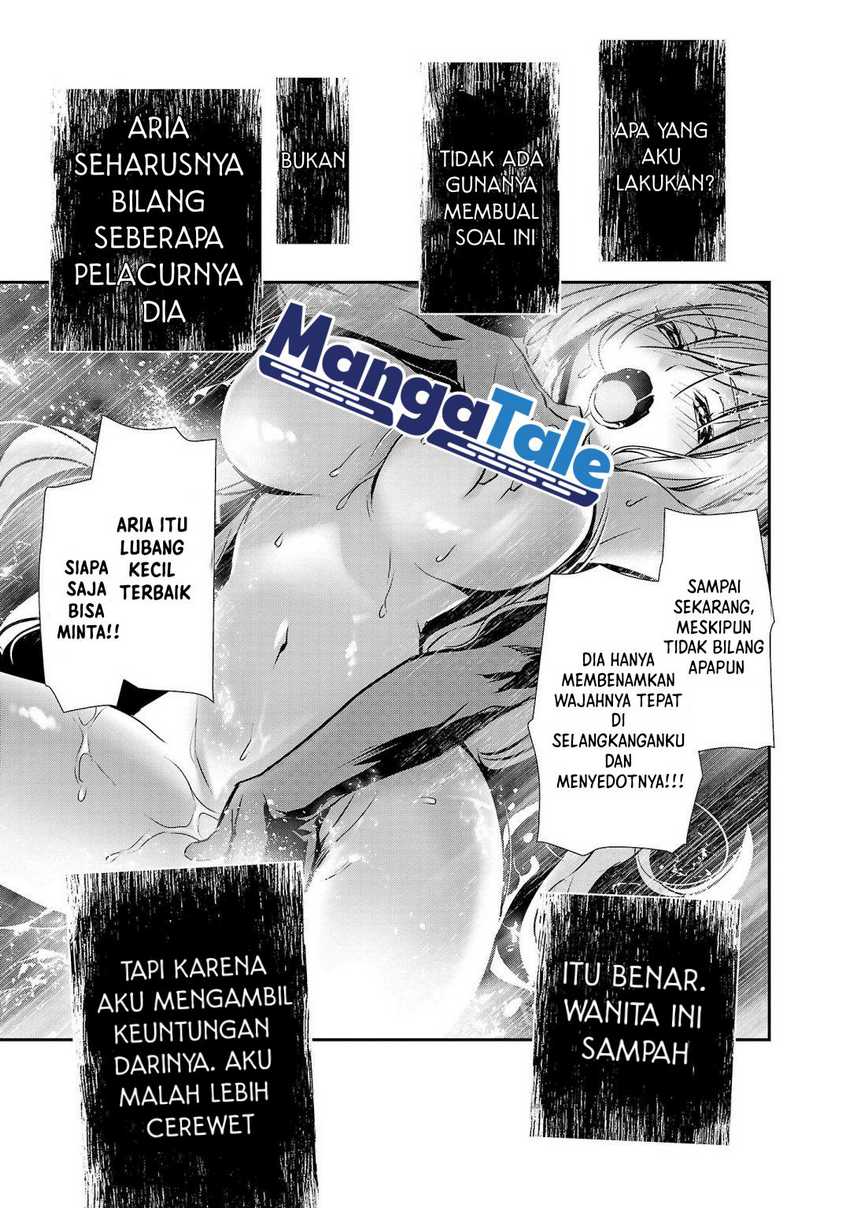 APA YANG
AKU
LAKUKAN?
TIDAK ADA
GUNANYA
MEMBUAL
SOAL INI
BUKAN
ARIA
SEHARUSNYA
BILANG
SEBERAPA
PELACURNYA
DIA
MangaTale
SAMPAI
SEKARANG,
MESKIPUN
TIDAK BILANG
APAPUN
DIA HANYA
MEMBENAMKAN
WAJAHNYA TEPAT
DI
SELANGKANGANKU
DAN
MENYEDOTNYA!!!
ARIA ITU
LUBANG
KECIL
TERBAIK
SIAPA
SAJA
BISA
MINTA!!
ITU BENAR.
WANITA INI
SAMPAH
TAPI KARENA
AKU MENGAMBIL
KEUNTUNGAN
DARINYA. AKU
MALAH LEBIH
CEREWET